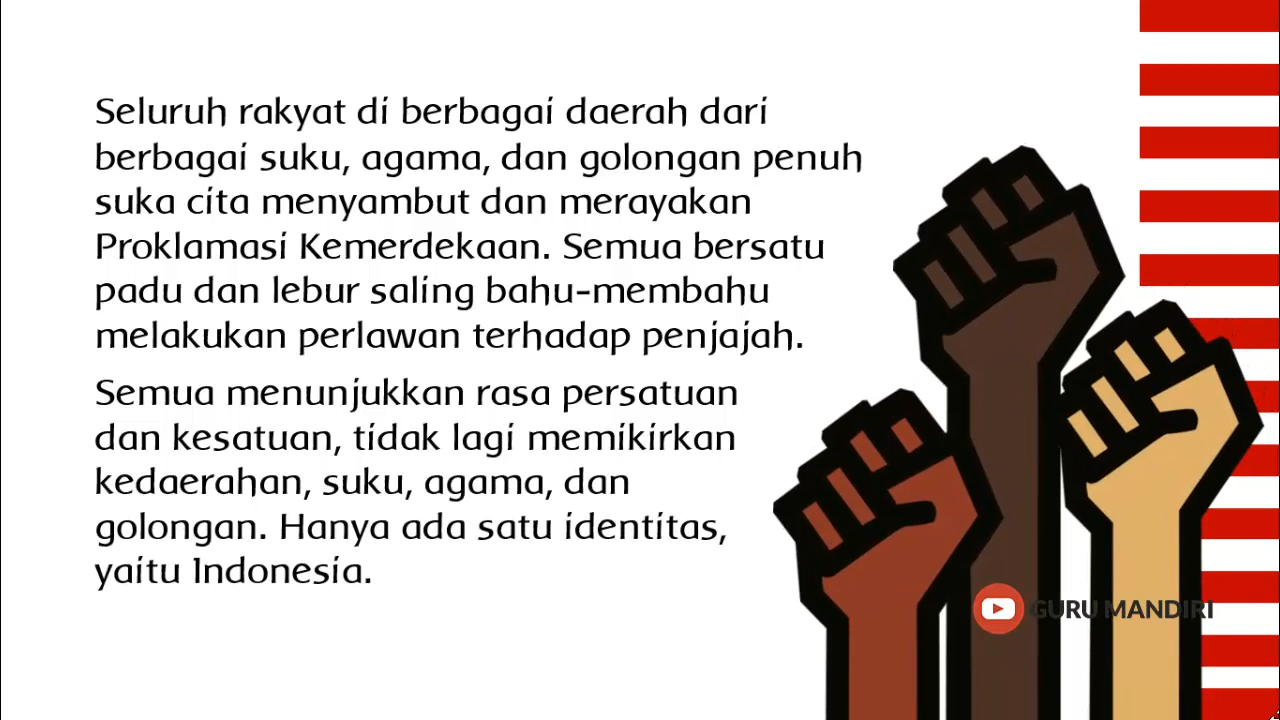 Seluruh rakyat di berbagai daerah dari
berbagai suku, agama, dan golongan penuh
suka cita menyambut dan merayakan
Proklamasi Kemerdekaan. Semua bersatu
padu dan lebur saling bahu-membahu
melakukan perlawan terhadap penjajah.
Semua menunjukkan rasa persatuan
dan kesatuan, tidak lagi memikirkan
kedaerahan, suku, agama, dan
golongan. Hanya ada satu identitas,
yaitu Indonesia.
GURU MANDIRI